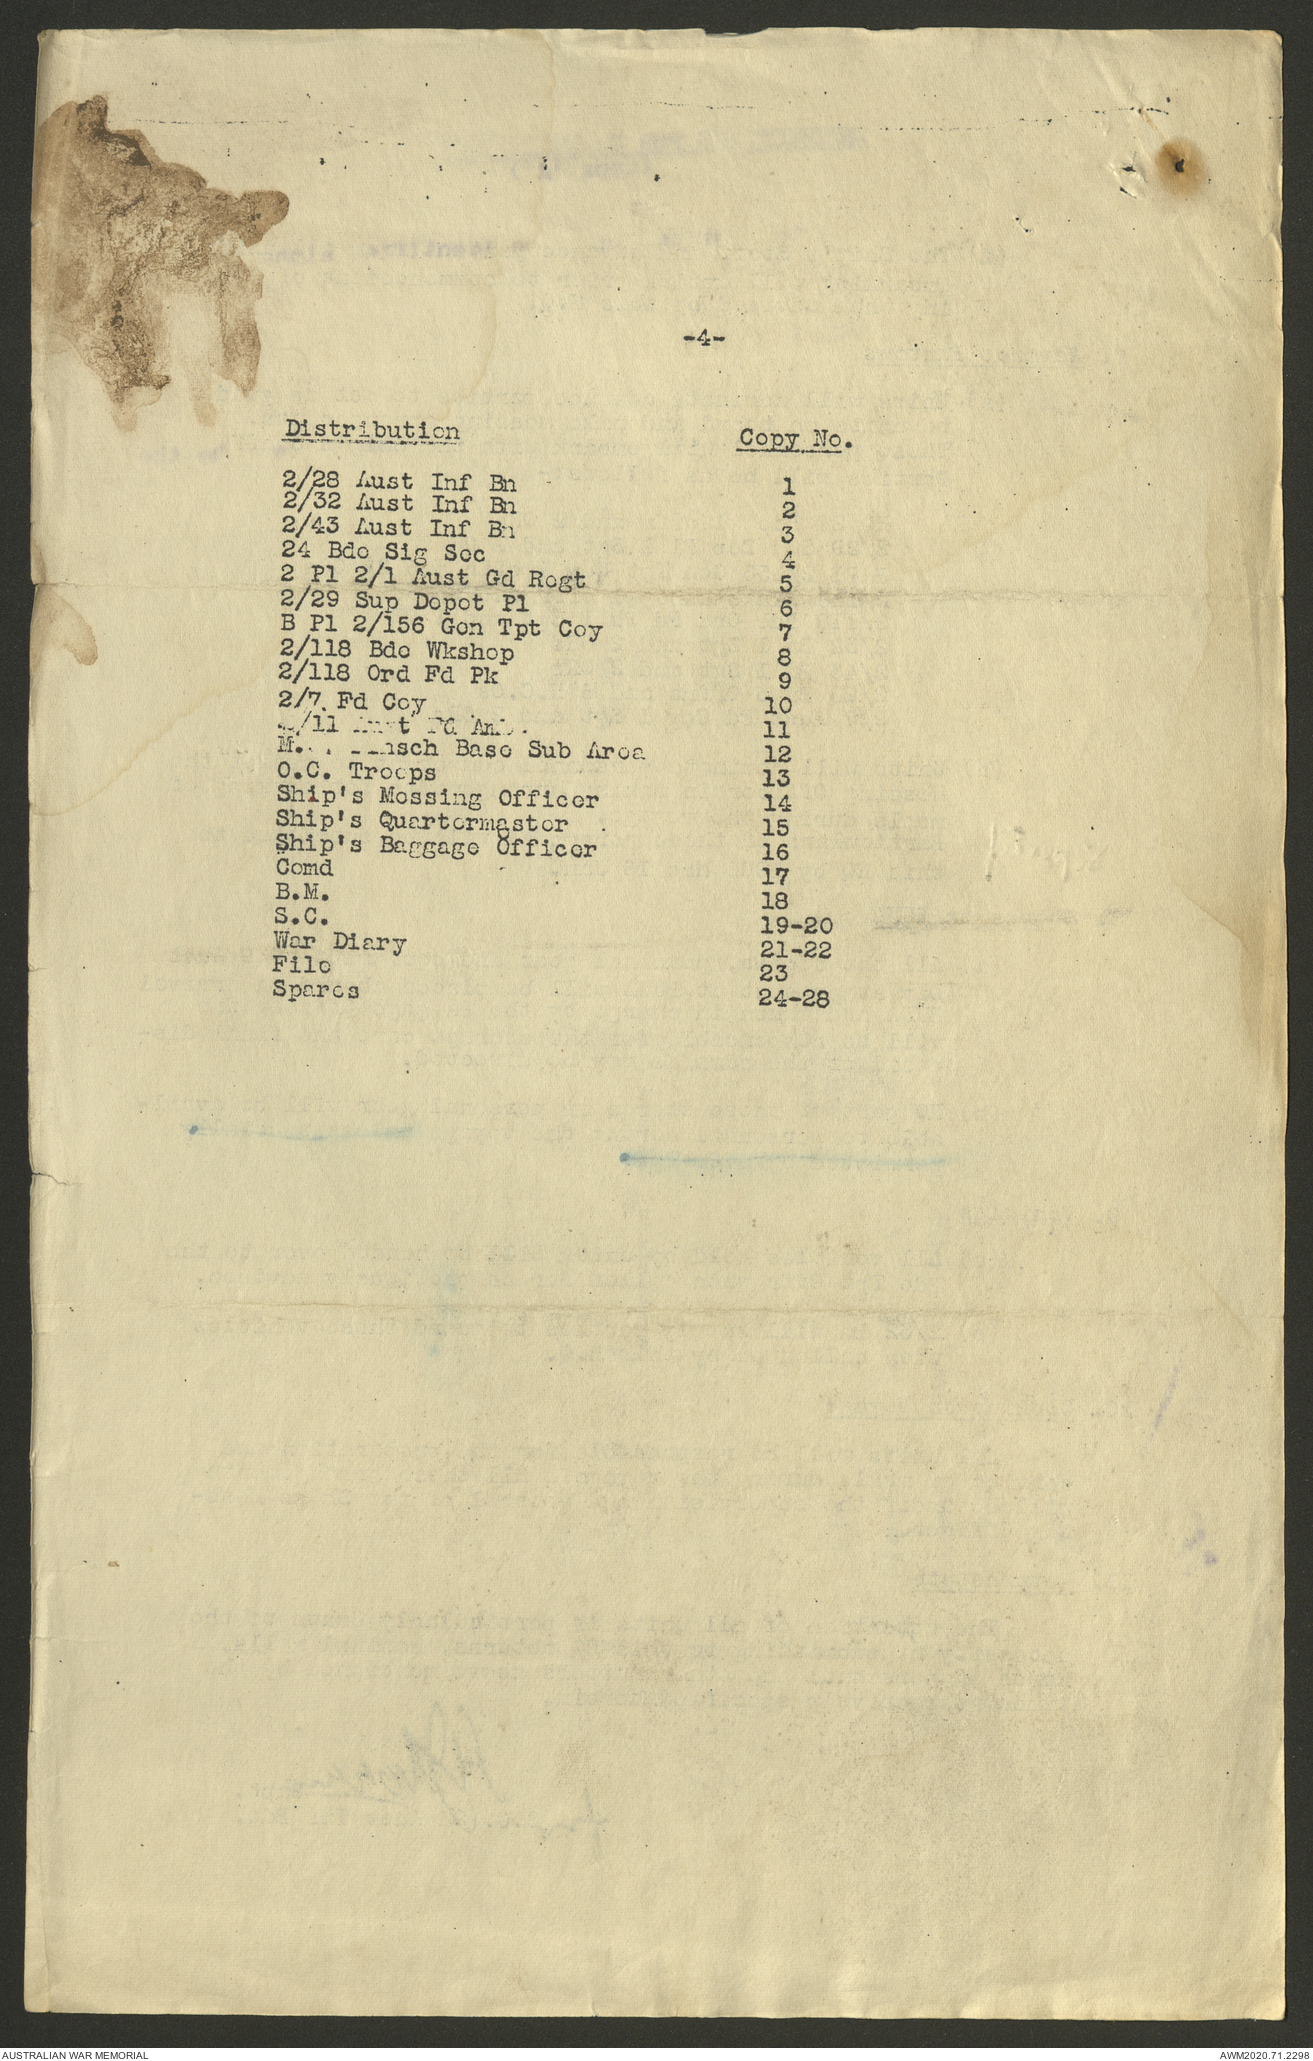 -4-
Distribution Copy No.
2/28 Aust Inf Bn 1
2/32 Aust Inf Bn 2
2/43 Aust Inf Bn 3
24 Bde Sig Sec 4
2 Pl 2/1 Aust Gd Regt 5
2/29 Sup Depot Pl 6
B Pl 2/156 Gen Tpt Coy 7
2/118 Bde Wkshop 8
2/118 Ord Fd Pk 9
2/7 Fd Coy 10
2/11 Aust Fd Amb. 11
Base Sub Area 12
O.C. Troops 13
Ship's Messing Officer 14
Ship's Quartermaster 15
Ship's Baggage Officer 16
Comd 17
B.M. 18
S.C. 19-20
War Diary 21-22
File 23
Spares 24-28
AUSTRALIAN WAR MEMORIAL AWM2020.71.2298